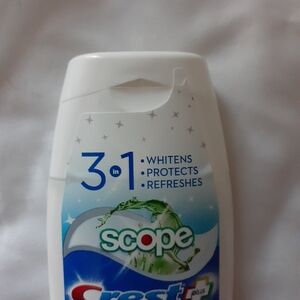 3 in 1
• WHITENS
• PROTECTS
• REFRESHES
scope
Crest